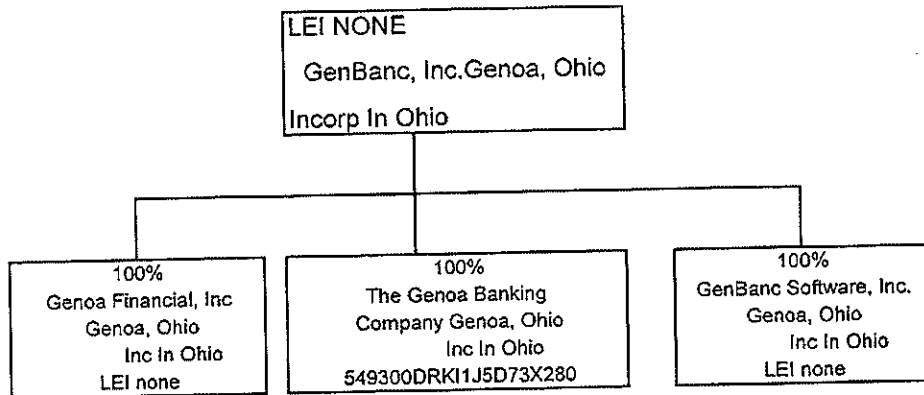 LEI NONE
GenBanc, Inc.Genoa, Ohio
Incorp In Ohio
100%
Genoa Financial, Inc
Genoa, Ohio
Inc In Ohio
LEI none
100%
The Genoa Banking
Company Genoa, Ohio
Inc In Ohio
549300DRKI1J5D73X280
100%
GenBanc Software, Inc.
Genoa, Ohio
Inc In Ohio
LEI none